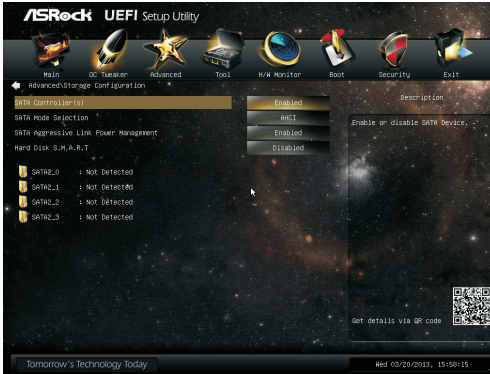 ASRock UEFI Setup Utility
Main OC Tweaker Advanced Tool H/W Monitor Boot Security Exit
Advanced\Storage Configuration
Description
SATA Controller(s) Enabled
Enable or disable SATA Device.
SATA Mode Selection AHCI
SATA Aggressive Link Power Management Enabled
Hard Disk S.M.A.R.T Disabled
SATA2_0 : Not Detected
SATA2_1 : Not Detected
SATA2_2 : Not Detected
SATA2_3 : Not Detected
Get details via QR code
Tomorrow's Technology Today
Wed 03/20/2013, 15:58:15